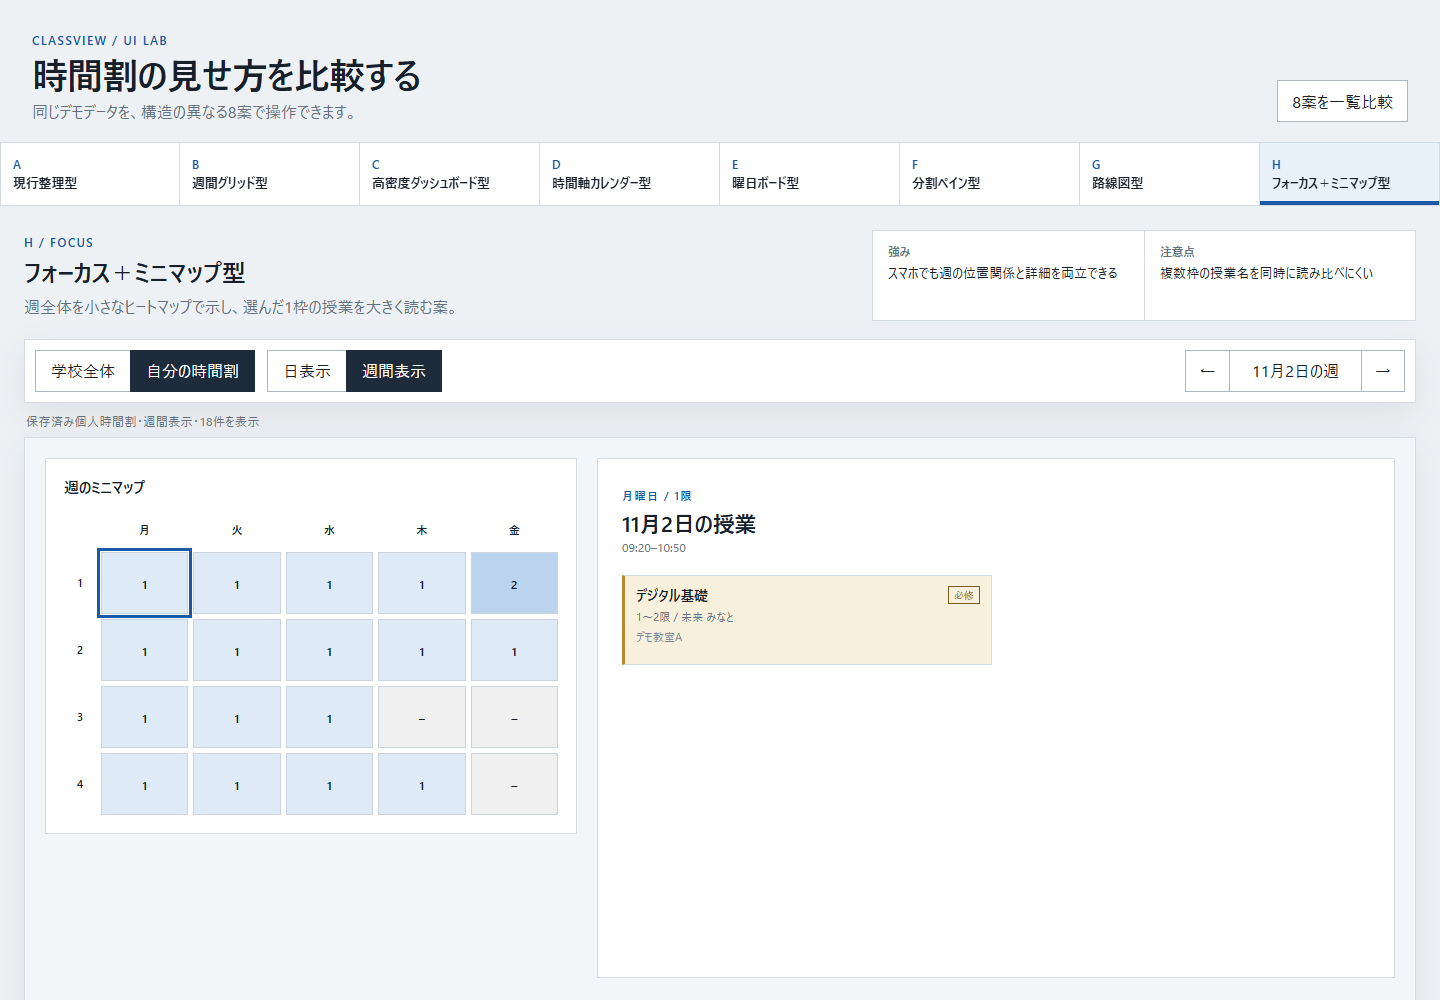 CLASSVIEW / UI LAB
時間割の見せ方を比較する
同じデモデータを、構造の異なる8案で操作できます。
8案を一覧比較
A
現行整理型
B
週間グリッド型
C
高密度ダッシュボード型
D
時間軸カレンダー型
E
曜日ボード型
F
分割ペイン型
G
路線図型
H
フォーカス＋ミニマップ型
H / FOCUS
フォーカス＋ミニマップ型
週全体を小さなヒートマップで示し、選んだ1枠の授業を大きく読む案。
強み
スマホでも週の位置関係と詳細を両立できる
注意点
複数枠の授業名を同時に読み比べにくい
学校全体 自分の時間割 日表示 週間表示
← 11月2日の週 →
保存済み個人時間割・週間表示・18件を表示
週のミニマップ
月 火 水 木 金
1 1 1 1 1 2
2 1 1 1 1 1
3 1 1 1 – –
4 1 1 1 1 –
月曜日 / 1限
11月2日の授業
09:20–10:50
デジタル基礎 必修
1〜2限 / 未来 みなと
デモ教室A